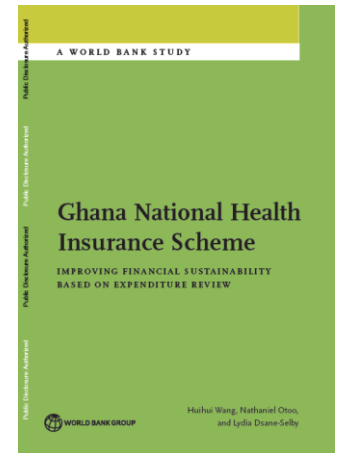 A WORLD BANK STUDY
Ghana National Health
Insurance Scheme
IMPROVING FINANCIAL SUSTAINABILITY
BASED ON EXPENDITURE REVIEW
Huihui Wang, Nathaniel Otoo,
and Lydia Dsane-Selby
WORLD BANK GROUP
Public Disclosure Authorized
Public Disclosure Authorized
Public Disclosure Authorized
Public Disclosure Authorized